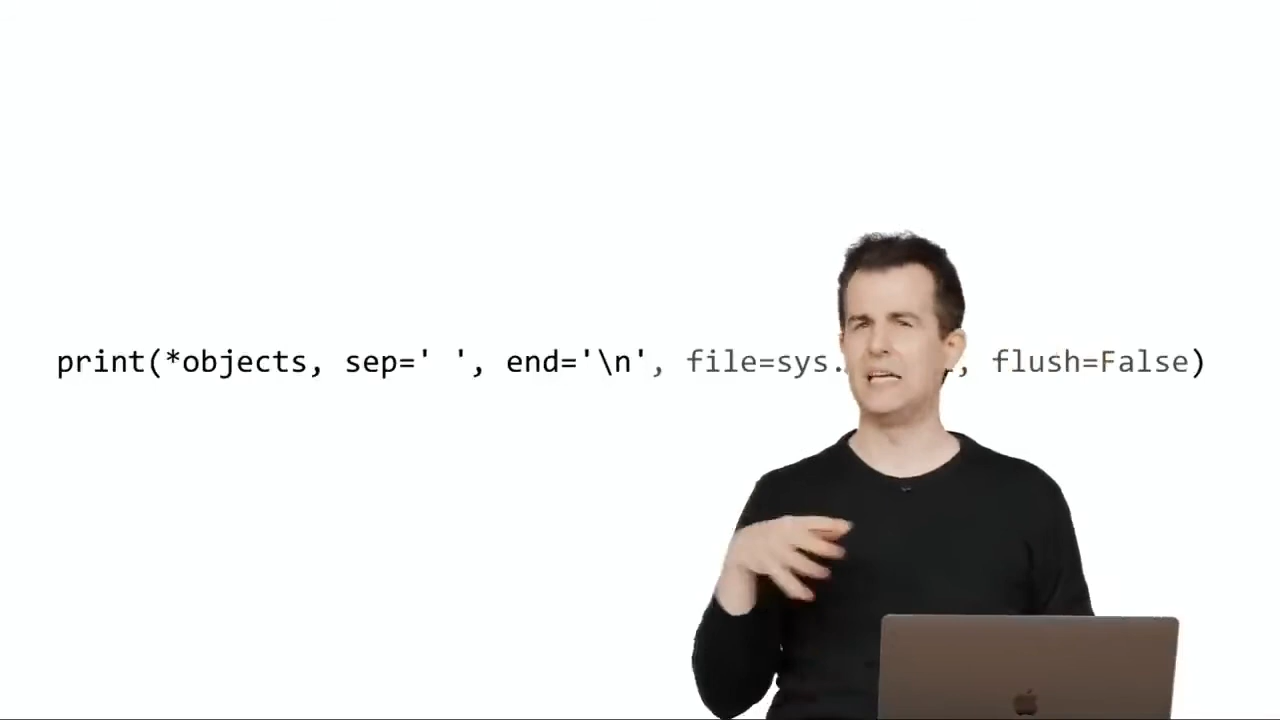 print(*objects, sep=' ', end='\n', file=sys. , flush=False)